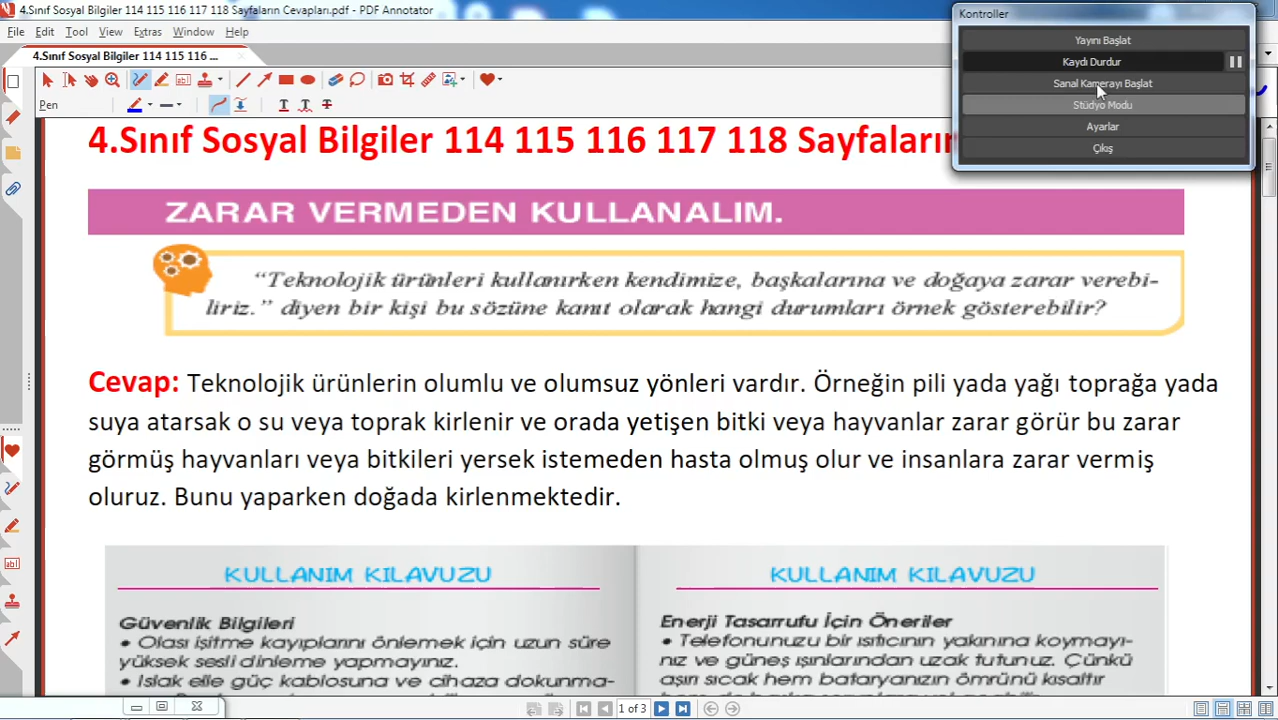 4.Sınıf Sosyal Bilgiler 114 115 116 117 118 Sayfaların Cevapları.pdf - PDF Annotator
Kontroller
File Edit Tool View Extras Window Help
Yayını Başlat
4.Sınıf Sosyal Bilgiler 114 115 116 ...
Kaydı Durdur
Sanal Kamerayı Başlat
Pen
Stüdyo Modu
Ayarlar
Çıkış
4.Sınıf Sosyal Bilgiler 114 115 116 117 118 Sayfaların
ZARAR VERMEDEN KULLANALIM.
“Teknolojik ürünleri kullanırken kendimize, başkalarına ve doğaya zarar verebi-
liriz.” diyen bir kişi bu sözüne kanıt olarak hangi durumları örnek gösterebilir?
Cevap: Teknolojik ürünlerin olumlu ve olumsuz yönleri vardır. Örneğin pili yada yağı toprağa yada
suya atarsak o su veya toprak kirlenir ve orada yetişen bitki veya hayvanlar zarar görür bu zarar
görmüş hayvanları veya bitkileri yersek istemeden hasta olmuş olur ve insanlara zarar vermiş
oluruz. Bunu yaparken doğada kirlenmektedir.
KULLANIM KILAVUZU
Güvenlik Bilgileri
• Olası işitme kayıplarını önlemek için uzun süre
yüksek sesli dinleme yapmayınız.
• Islak elle güç kablosuna ve cihaza dokunma-
KULLANIM KILAVUZU
Enerji Tasarrufu İçin Öneriler
• Telefonunuzu bir ısıtıcının yakınına koymayı-
nız ve güneş ışınlarından uzak tutunuz. Çünkü
aşırı sıcak hem bataryanızın ömrünü kısaltır
1 of 3